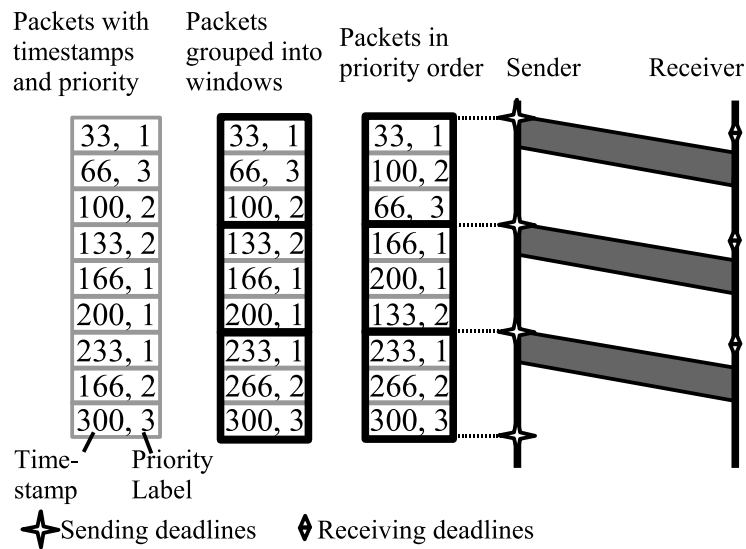 Packets with
timestamps
and priority
Packets
grouped into
windows
Packets in
priority order
Sender
Receiver
33, 1
66, 3
100, 2
133, 2
166, 1
200, 1
233, 1
166, 2
300, 3
33, 1
66, 3
100, 2
133, 2
166, 1
200, 1
233, 1
266, 2
300, 3
33, 1
100, 2
66, 3
166, 1
200, 1
133, 2
233, 1
266, 2
300, 3
Time-
stamp
Priority
Label
Sending deadlines
Receiving deadlines